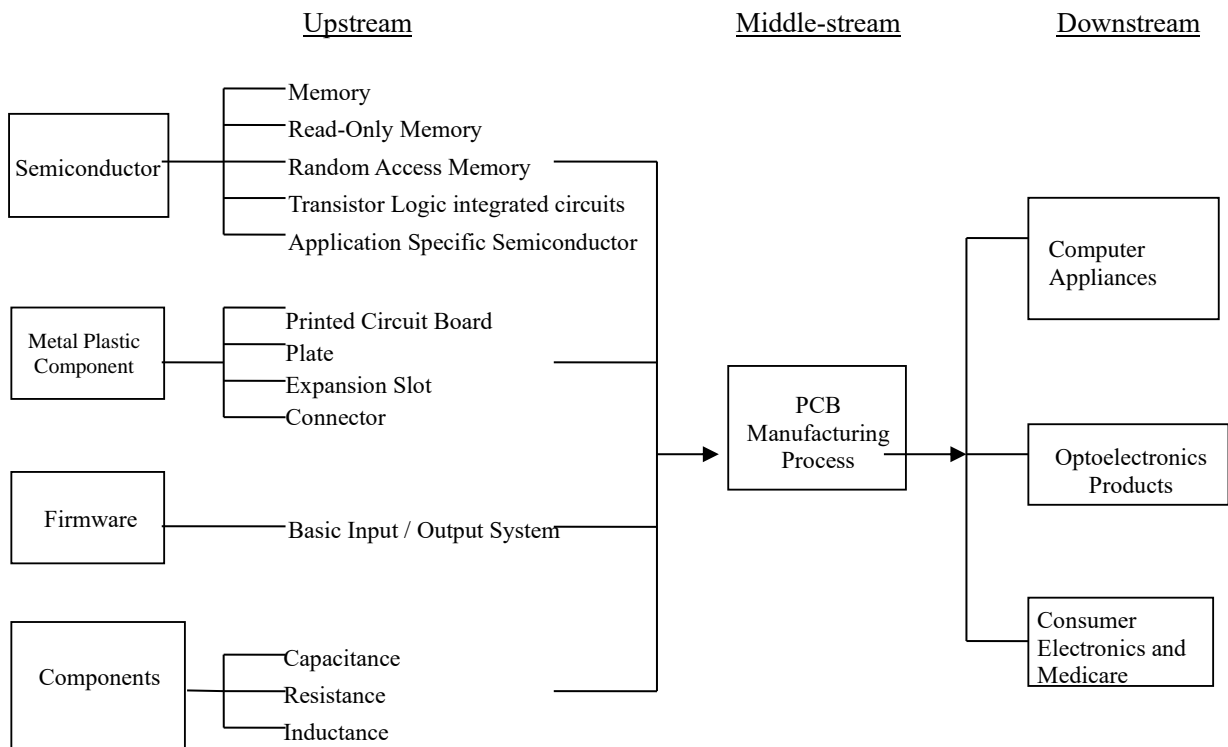 Upstream
Middle-stream
Downstream
Semiconductor
Memory
Read-Only Memory
Random Access Memory
Transistor Logic integrated circuits
Application Specific Semiconductor
Metal Plastic
Component
Printed Circuit Board
Plate
Expansion Slot
Connector
Firmware
Basic Input / Output System
Components
Capacitance
Resistance
Inductance
PCB
Manufacturing
Process
Computer
Appliances
Optoelectronics
Products
Consumer
Electronics and
Medicare